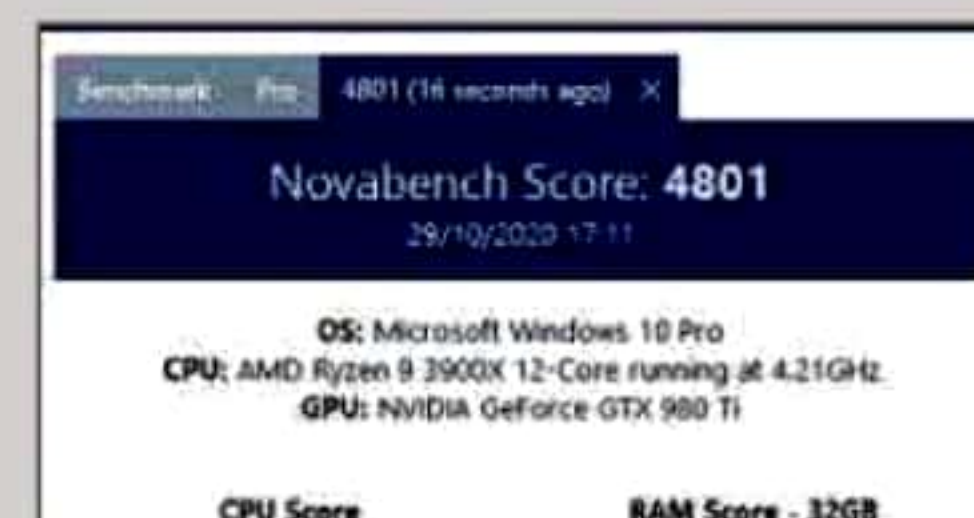 Benchmark Pro 4801 (16 seconds ago) ×
Novabench Score: 4801
29/10/2020 17:11
OS: Microsoft Windows 10 Pro
CPU: AMD Ryzen 9 3900X 12-Core running at 4.21GHz
GPU: NVIDIA GeForce GTX 980 Ti
CPU Score RAM Score - 32GB